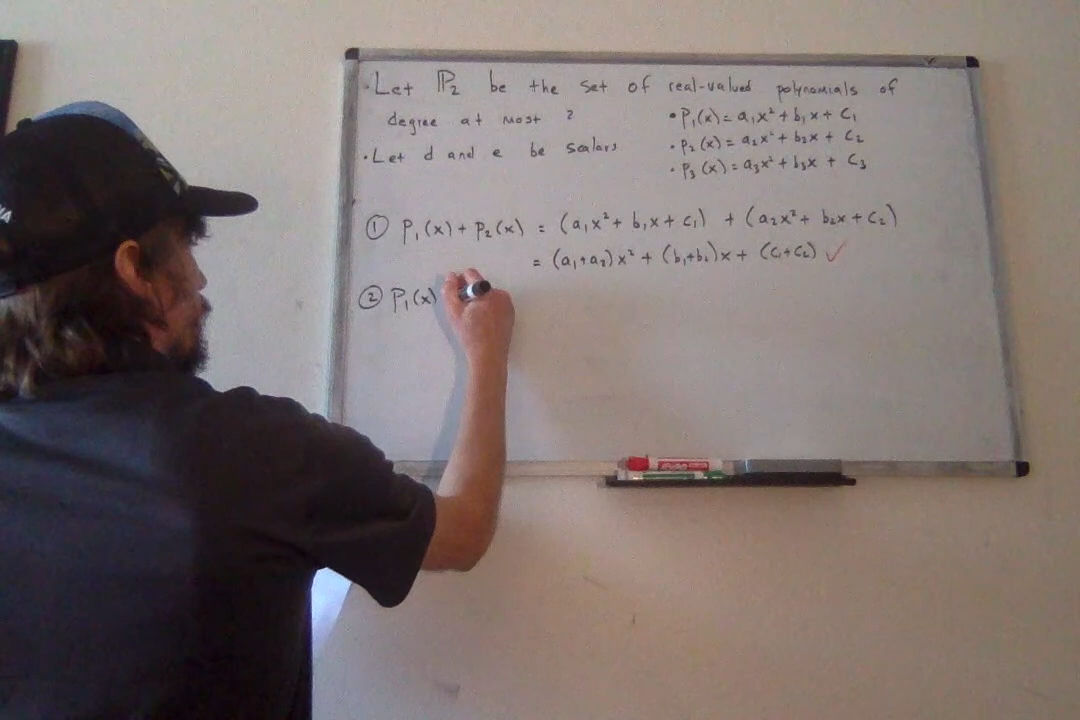 · Let ℙ₂ be the set of real-valued polynomials of
degree at most 2
· Let d and e be scalars
• P₁(x) = a₁x² + b₁x + c₁
• P₂(x) = a₂x² + b₂x + c₂
• P₃(x) = a₃x² + b₃x + c₃
① P₁(x) + P₂(x) = (a₁x² + b₁x + c₁) + (a₂x² + b₂x + c₂)
= (a₁+a₂)x² + (b₁+b₂)x + (c₁+c₂) ✓
② P₁(x)